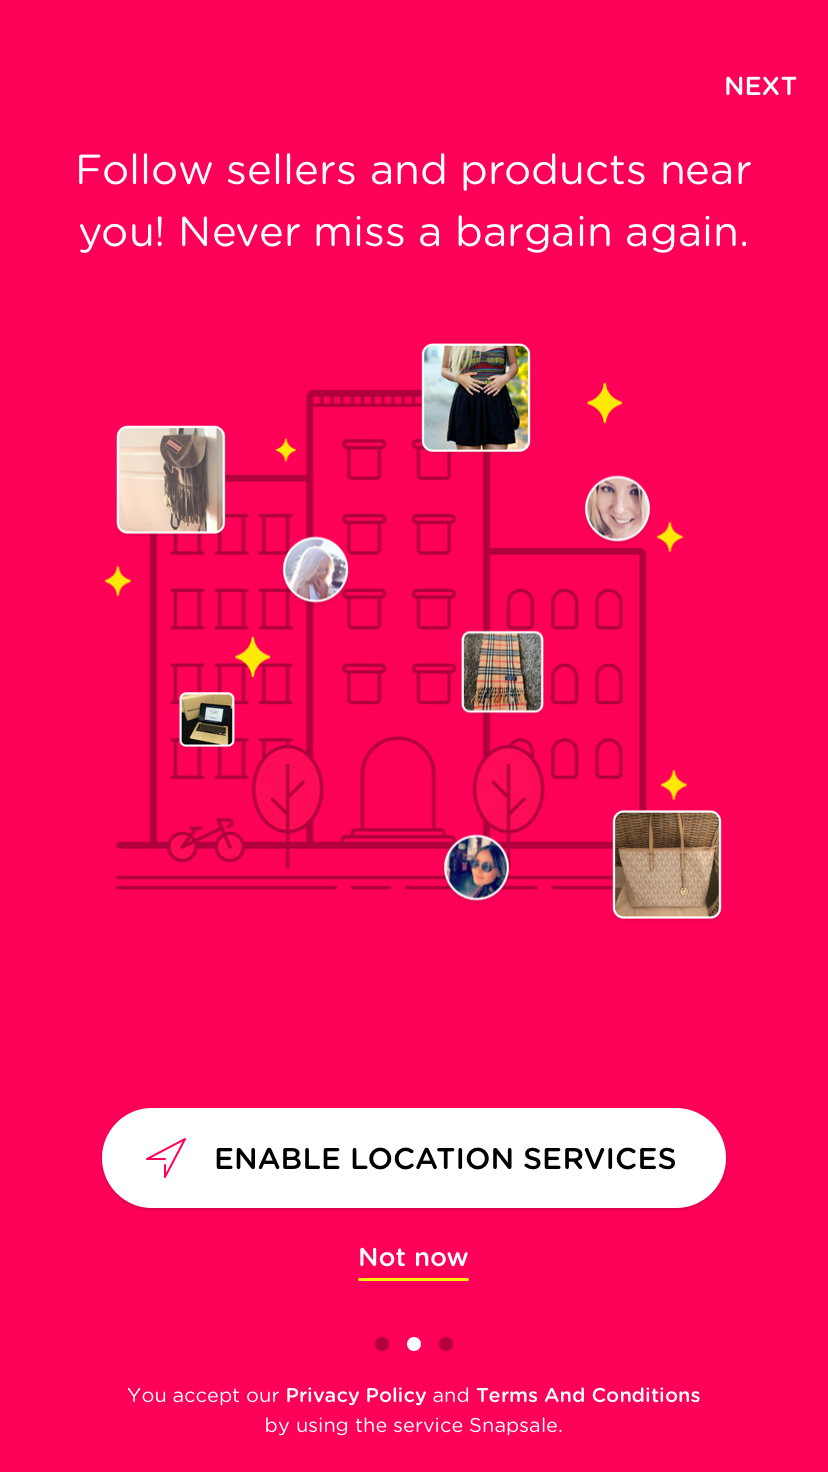 NEXT
Follow sellers and products near
you! Never miss a bargain again.
ENABLE LOCATION SERVICES
Not now
You accept our Privacy Policy and Terms And Conditions
by using the service Snapsale.